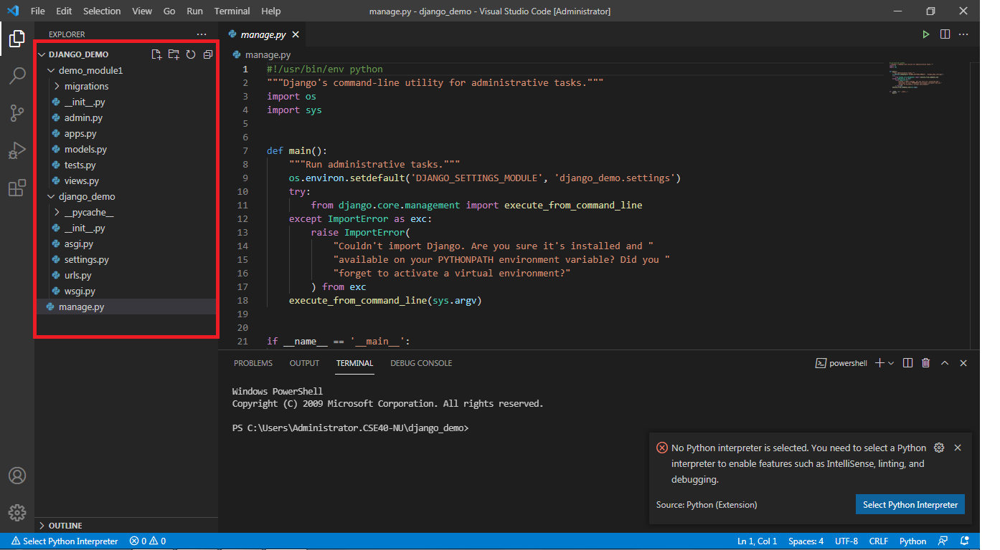 File Edit Selection View Go Run Terminal Help
manage.py - django_demo - Visual Studio Code [Administrator]
EXPLORER
DJANGO_DEMO
demo_module1
migrations
__init__.py
admin.py
apps.py
models.py
tests.py
views.py
django_demo
__pycache__
__init__.py
asgi.py
settings.py
urls.py
wsgi.py
manage.py
OUTLINE
manage.py
manage.py
1 #!/usr/bin/env python
2 """Django's command-line utility for administrative tasks."""
3 import os
4 import sys
5
6
7 def main():
8 """Run administrative tasks."""
9 os.environ.setdefault('DJANGO_SETTINGS_MODULE', 'django_demo.settings')
10 try:
11 from django.core.management import execute_from_command_line
12 except ImportError as exc:
13 raise ImportError(
14 "Couldn't import Django. Are you sure it's installed and "
15 "available on your PYTHONPATH environment variable? Did you "
16 "forget to activate a virtual environment?"
17 ) from exc
18 execute_from_command_line(sys.argv)
19
20
21 if __name__ == '__main__':
PROBLEMS OUTPUT TERMINAL DEBUG CONSOLE
powershell
Windows PowerShell
Copyright (C) 2009 Microsoft Corporation. All rights reserved.
PS C:\Users\Administrator.CSE40-NU\django_demo>
No Python interpreter is selected. You need to select a Python
interpreter to enable features such as IntelliSense, linting, and
debugging.
Source: Python (Extension)
Select Python Interpreter
Select Python Interpreter 0 0
Ln 1, Col 1 Spaces: 4 UTF-8 CRLF Python